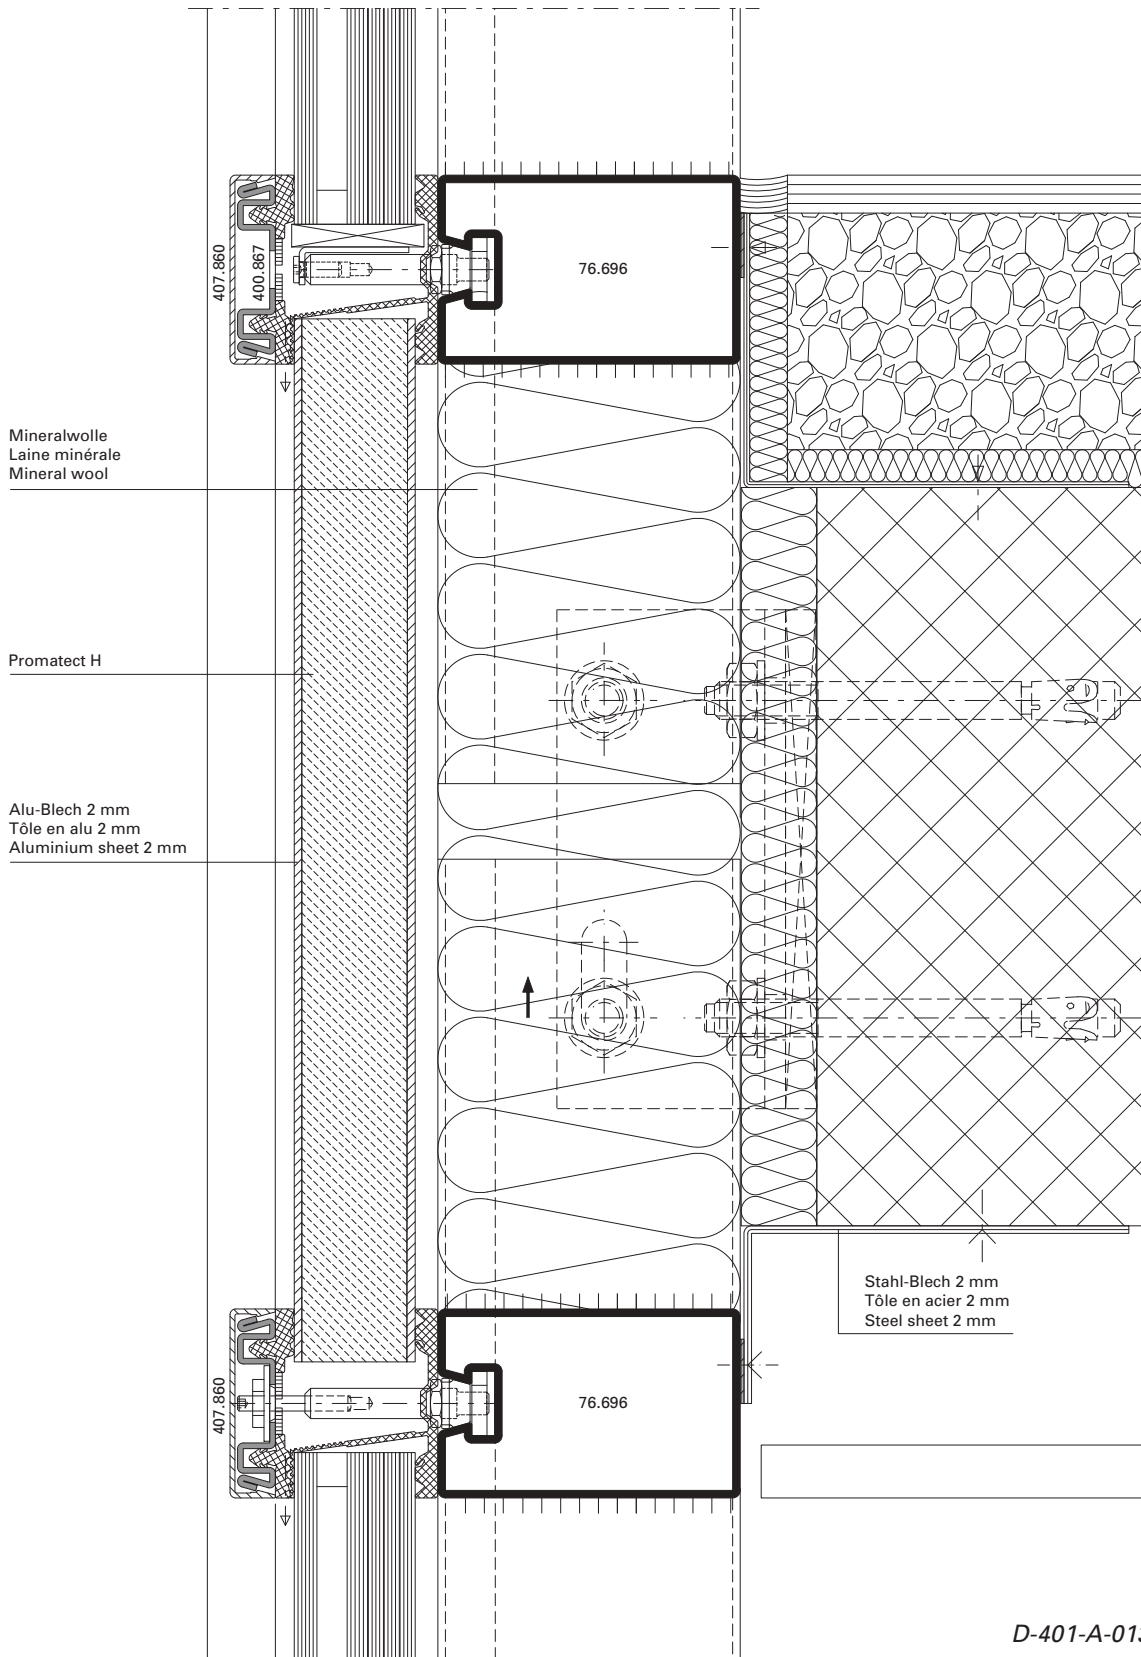 407.860
400.867
76.696
Mineralwolle
Laine minérale
Mineral wool
Promatect H
Alu-Blech 2 mm
Tôle en alu 2 mm
Aluminium sheet 2 mm
Stahl-Blech 2 mm
Tôle en acier 2 mm
Steel sheet 2 mm
407.860
76.696
D-401-A-013